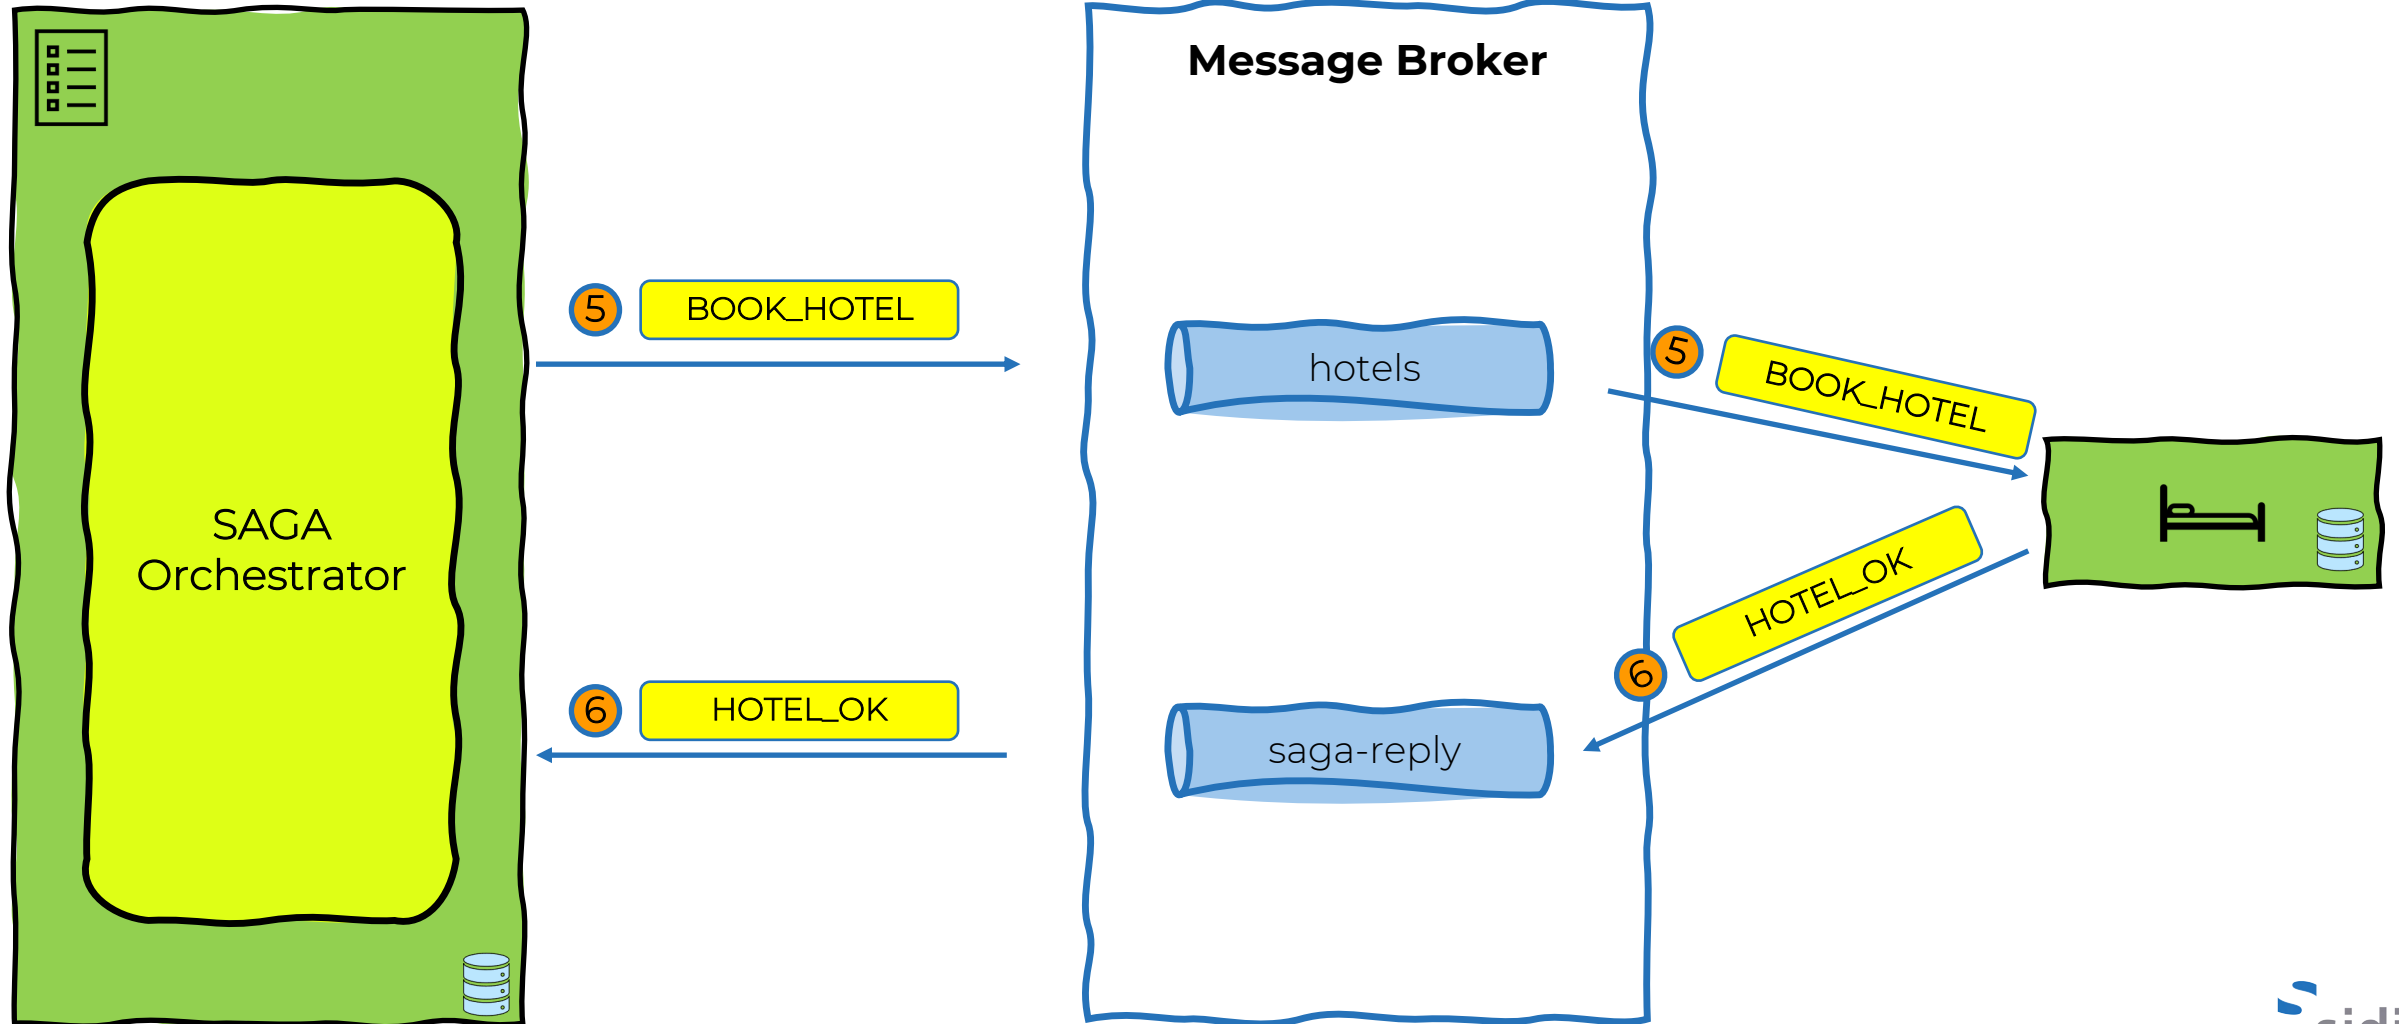 Message Broker
5
BOOK_HOTEL
hotels
5
BOOK_HOTEL
SAGA
Orchestrator
HOTEL_OK
6
6
HOTEL_OK
saga-reply